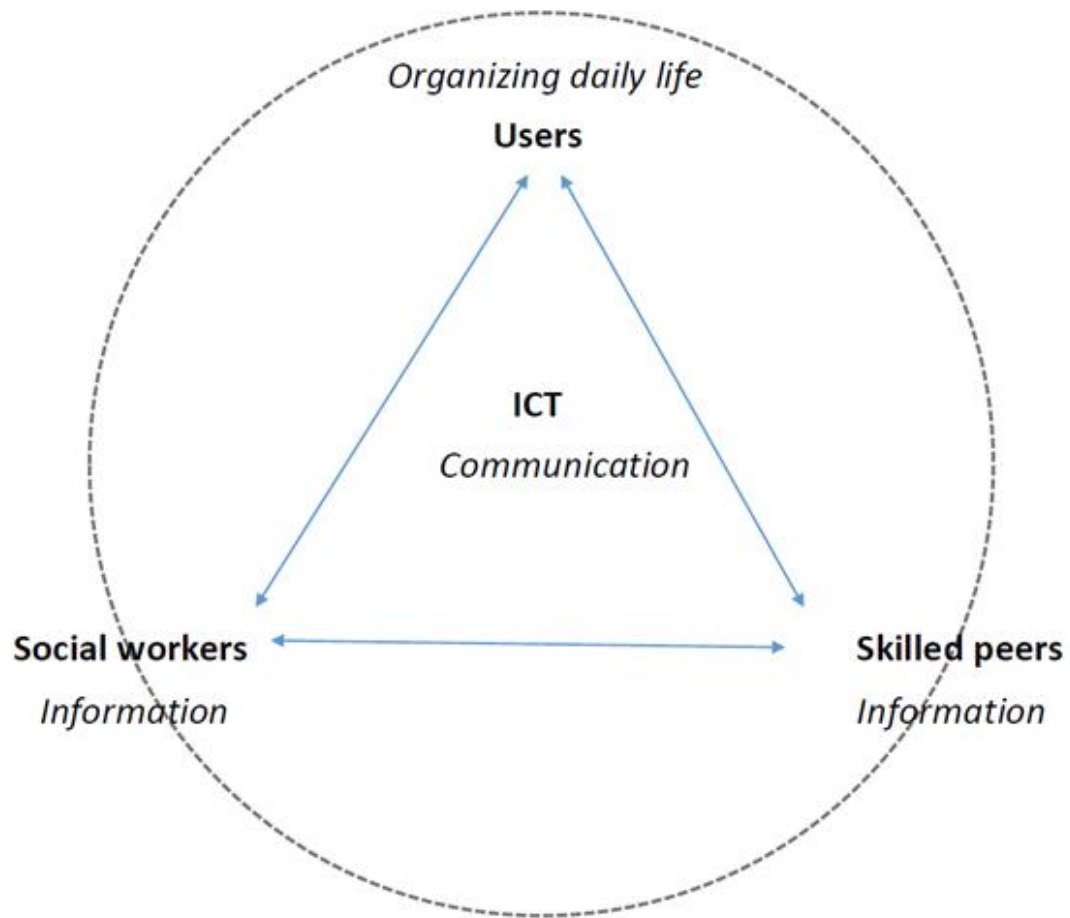 Organizing daily life
Users
ICT
Communication
Social workers
Skilled peers
Information
Information